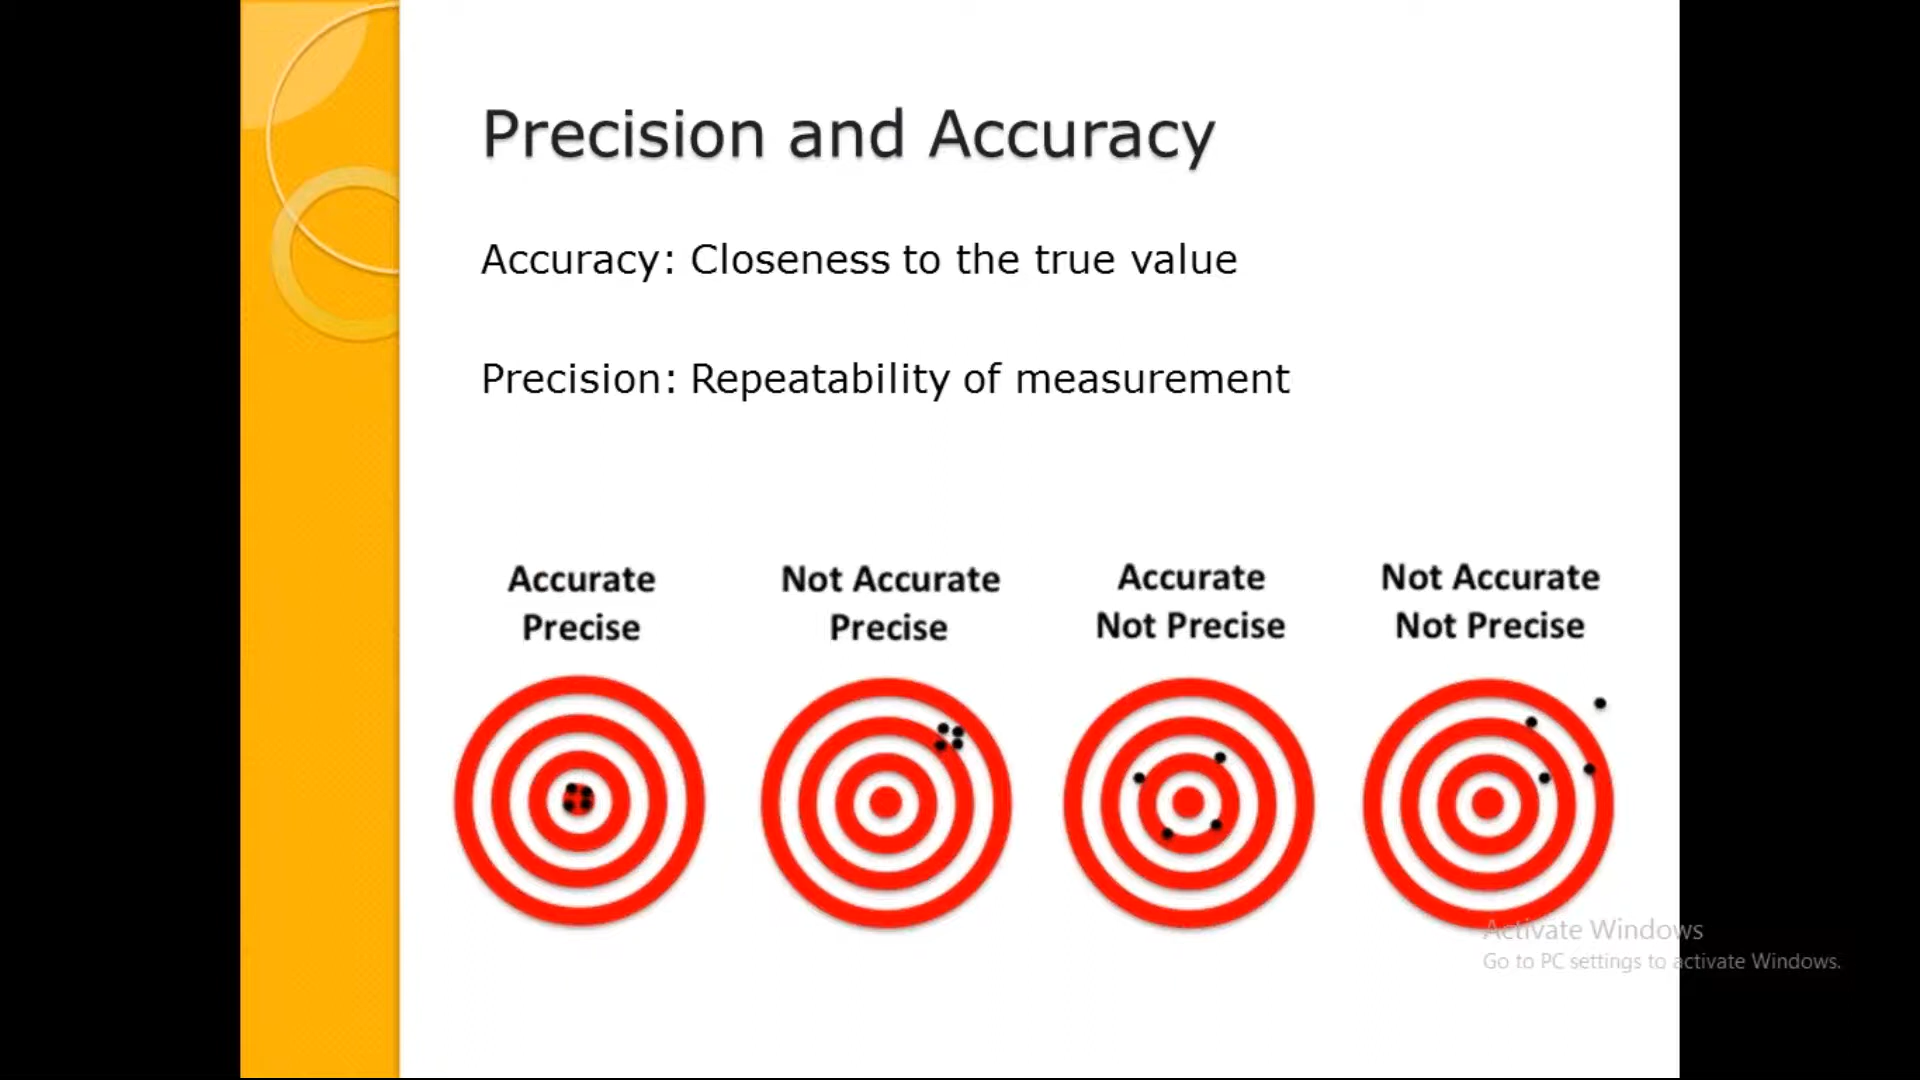 Precision and Accuracy
Accuracy: Closeness to the true value
Precision: Repeatability of measurement
Accurate
Precise
Not Accurate
Precise
Accurate
Not Precise
Not Accurate
Not Precise
Activate Windows
Go to PC settings to activate Windows.